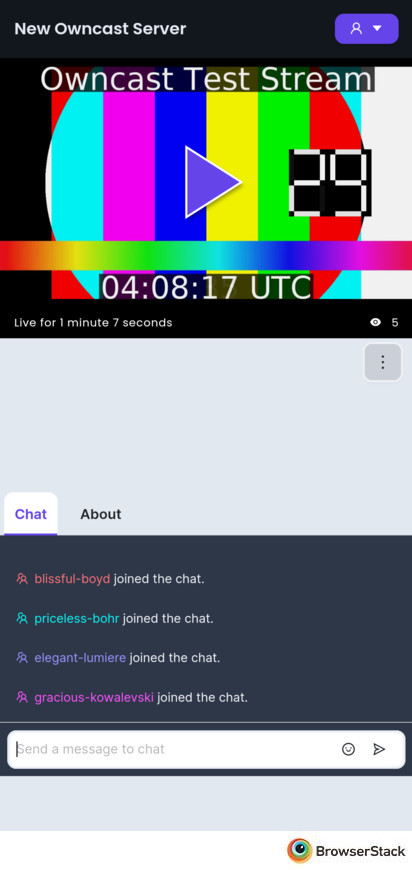 New Owncast Server
Owncast Test Stream
29
04:08:17 UTC
Live for 1 minute 7 seconds 5
Chat About
blissful-boyd joined the chat.
priceless-bohr joined the chat.
elegant-lumiere joined the chat.
gracious-kowalevski joined the chat.
Send a message to chat
BrowserStack